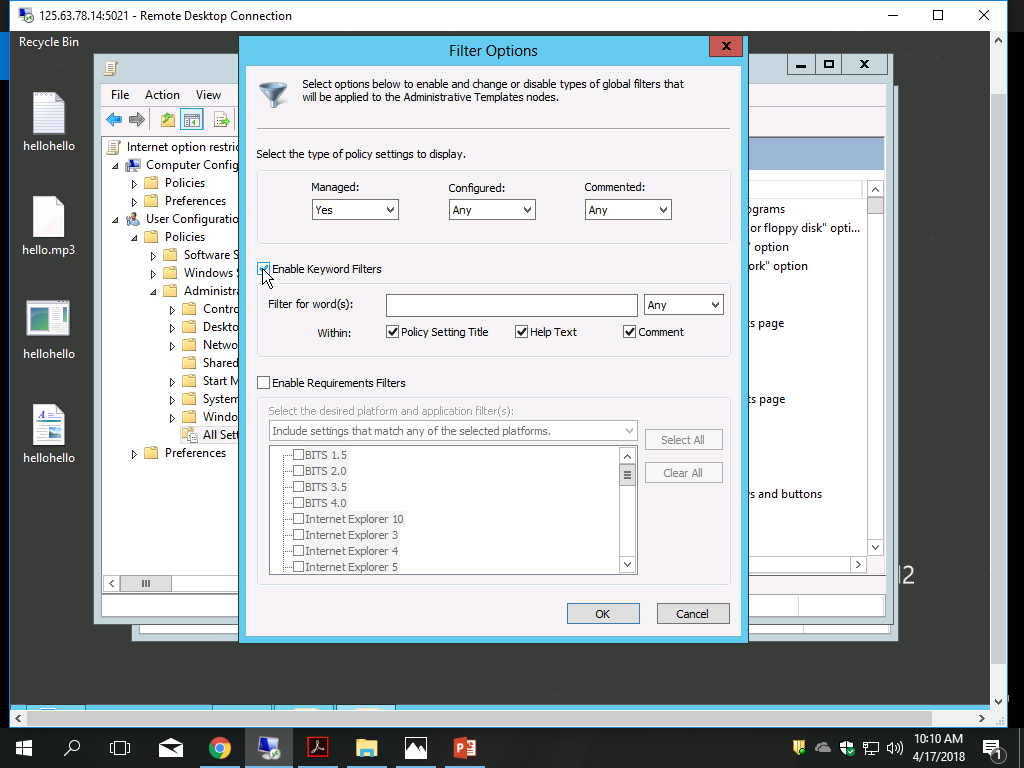 125.63.78.14:5021 - Remote Desktop Connection
Recycle Bin
hellohello
hello.mp3
hellohello
hellohello
File Action View
Internet option restric
Computer Config
Policies
Preferences
User Configuratio
Policies
Software S
Windows S
Administra
Contro
Deskto
Netwo
Shared
Start M
System
Windo
All Sett
Preferences
Filter Options
Select options below to enable and change or disable types of global filters that
will be applied to the Administrative Templates nodes.
Select the type of policy settings to display.
Managed: Configured: Commented:
Yes Any Any
Enable Keyword Filters
Filter for word(s): Any
Within: Policy Setting Title Help Text Comment
Enable Requirements Filters
Select the desired platform and application filter(s):
Include settings that match any of the selected platforms.
Select All
Clear All
BITS 1.5
BITS 2.0
BITS 3.5
BITS 4.0
Internet Explorer 10
Internet Explorer 3
Internet Explorer 4
Internet Explorer 5
OK Cancel
ograms
or floppy disk" opti...
" option
ork" option
ts page
ts page
s and buttons
12
10:10 AM
4/17/2018
1